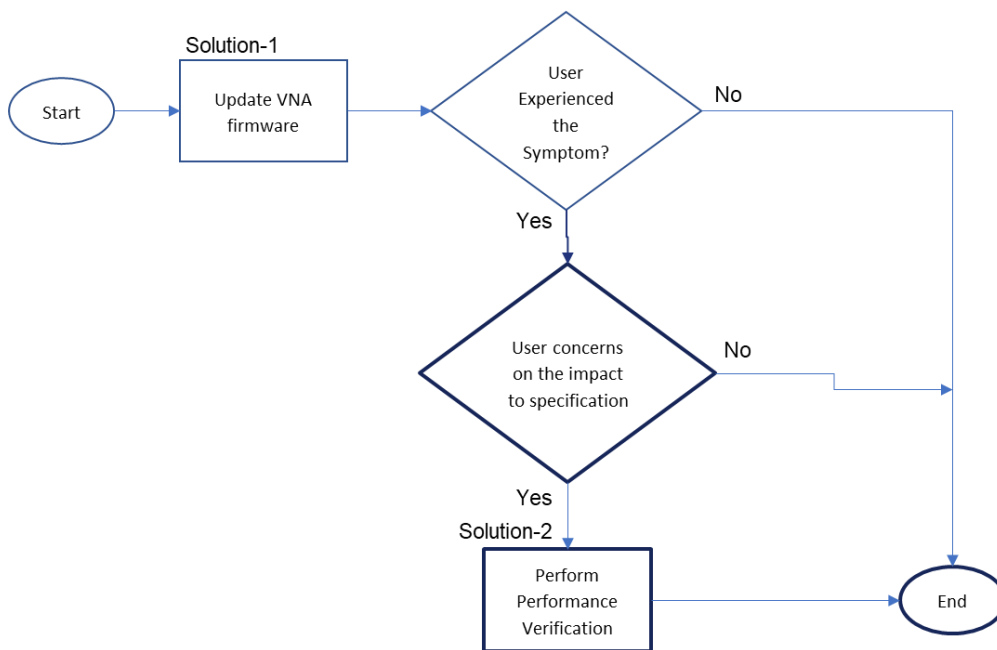 Solution-1
Start
Update VNA
firmware
User
Experienced
the
Symptom?
No
Yes
User concerns
on the impact
to specification
No
Yes
Solution-2
Perform
Performance
Verification
End